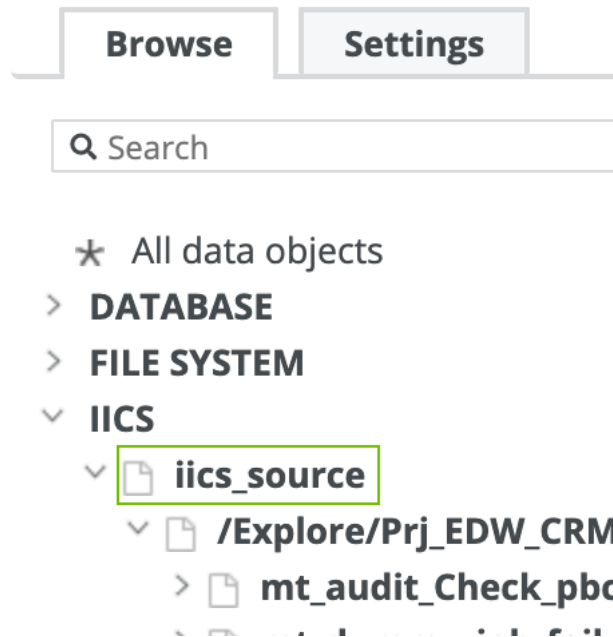 Browse Settings
Search
All data objects
DATABASE
FILE SYSTEM
IICS
iics_source
/Explore/Prj_EDW_CRM
mt_audit_Check_pbc